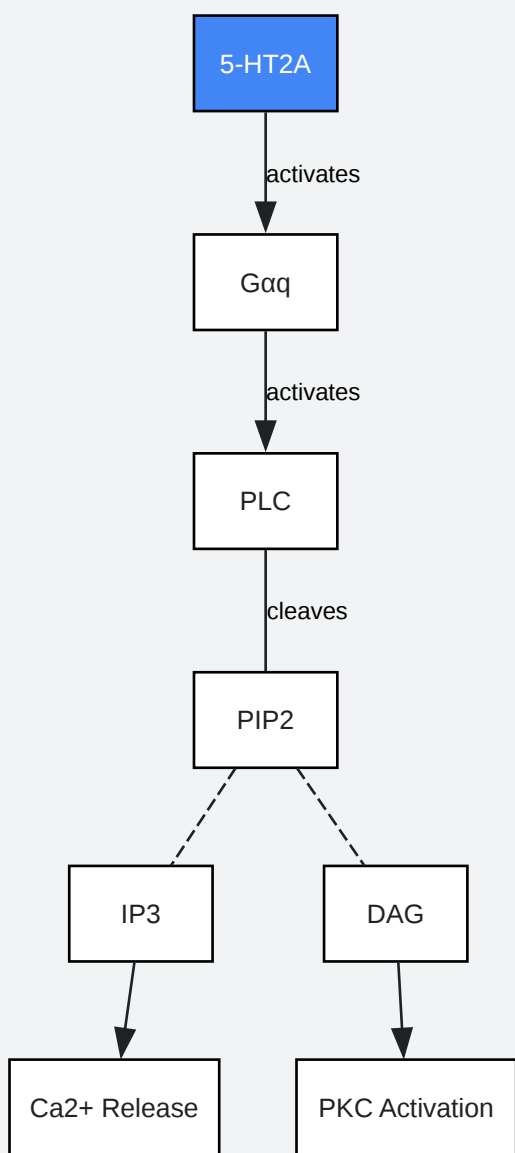 5-HT2A
activates
Gαq
activates
PLC
cleaves
PIP2
IP3
DAG
Ca2+ Release
PKC Activation